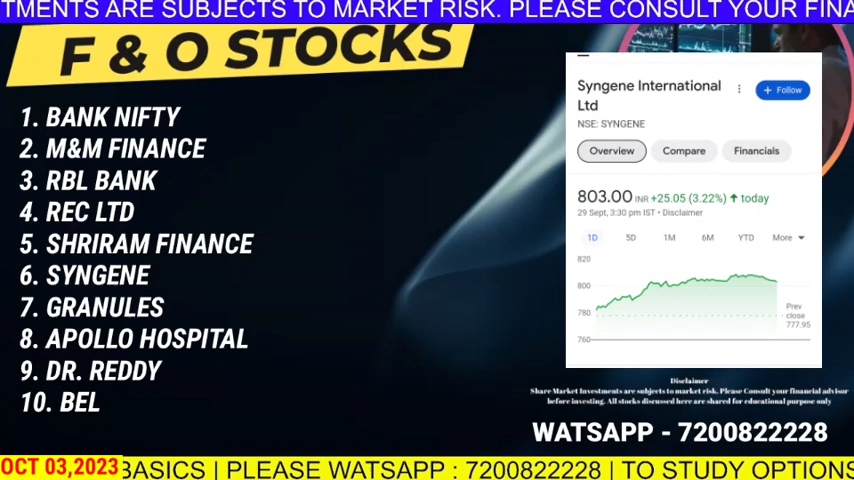 TMENTS ARE SUBJECTS TO MARKET RISK. PLEASE CONSULT YOUR FINA
F & O STOCKS
1. BANK NIFTY
2. M&M FINANCE
3. RBL BANK
4. REC LTD
5. SHRIRAM FINANCE
6. SYNGENE
7. GRANULES
8. APOLLO HOSPITAL
9. DR. REDDY
10. BEL
Syngene International
Ltd
+ Follow
NSE: SYNGENE
Overview Compare Financials
803.00 INR +25.05 (3.22%) ↑ today
29 Sept, 3:30 pm IST • Disclaimer
1D 5D 1M 6M YTD More
820
800
780
760
Prev
close
777.95
Disclaimer
Share Market Investments are subjects to market risk. Please Consult your financial advisor
before investing. All stocks discussed here are shared for educational purpose only
WATSAPP - 7200822228
OCT 03,2023 BASICS | PLEASE WATSAPP : 7200822228 | TO STUDY OPTIONS